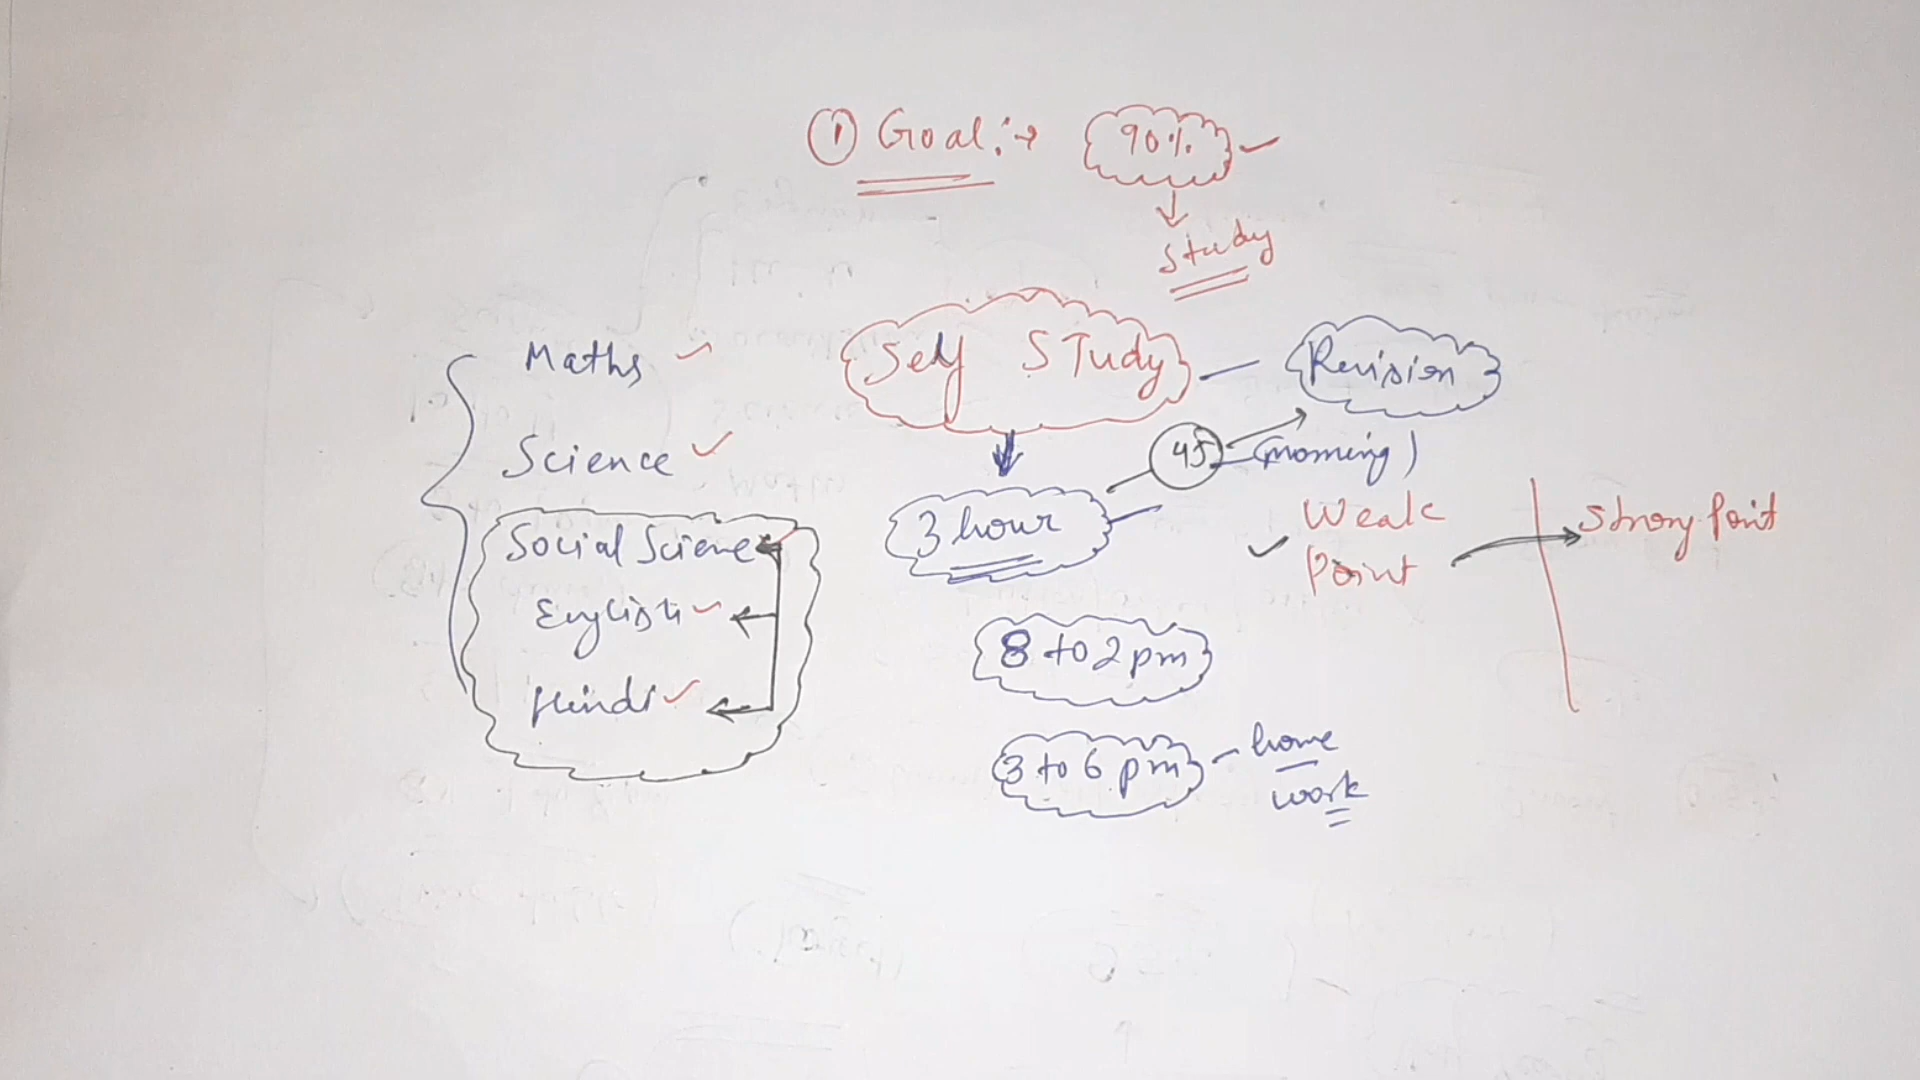 ① Goal :→ 90%
Study
Self STudy
Revision
Maths
Science
Social Science
English
Hindi
45
(morning)
3 hour
Weak
Point
Strong Point
8 to 2 pm
3 to 6 pm
home
work